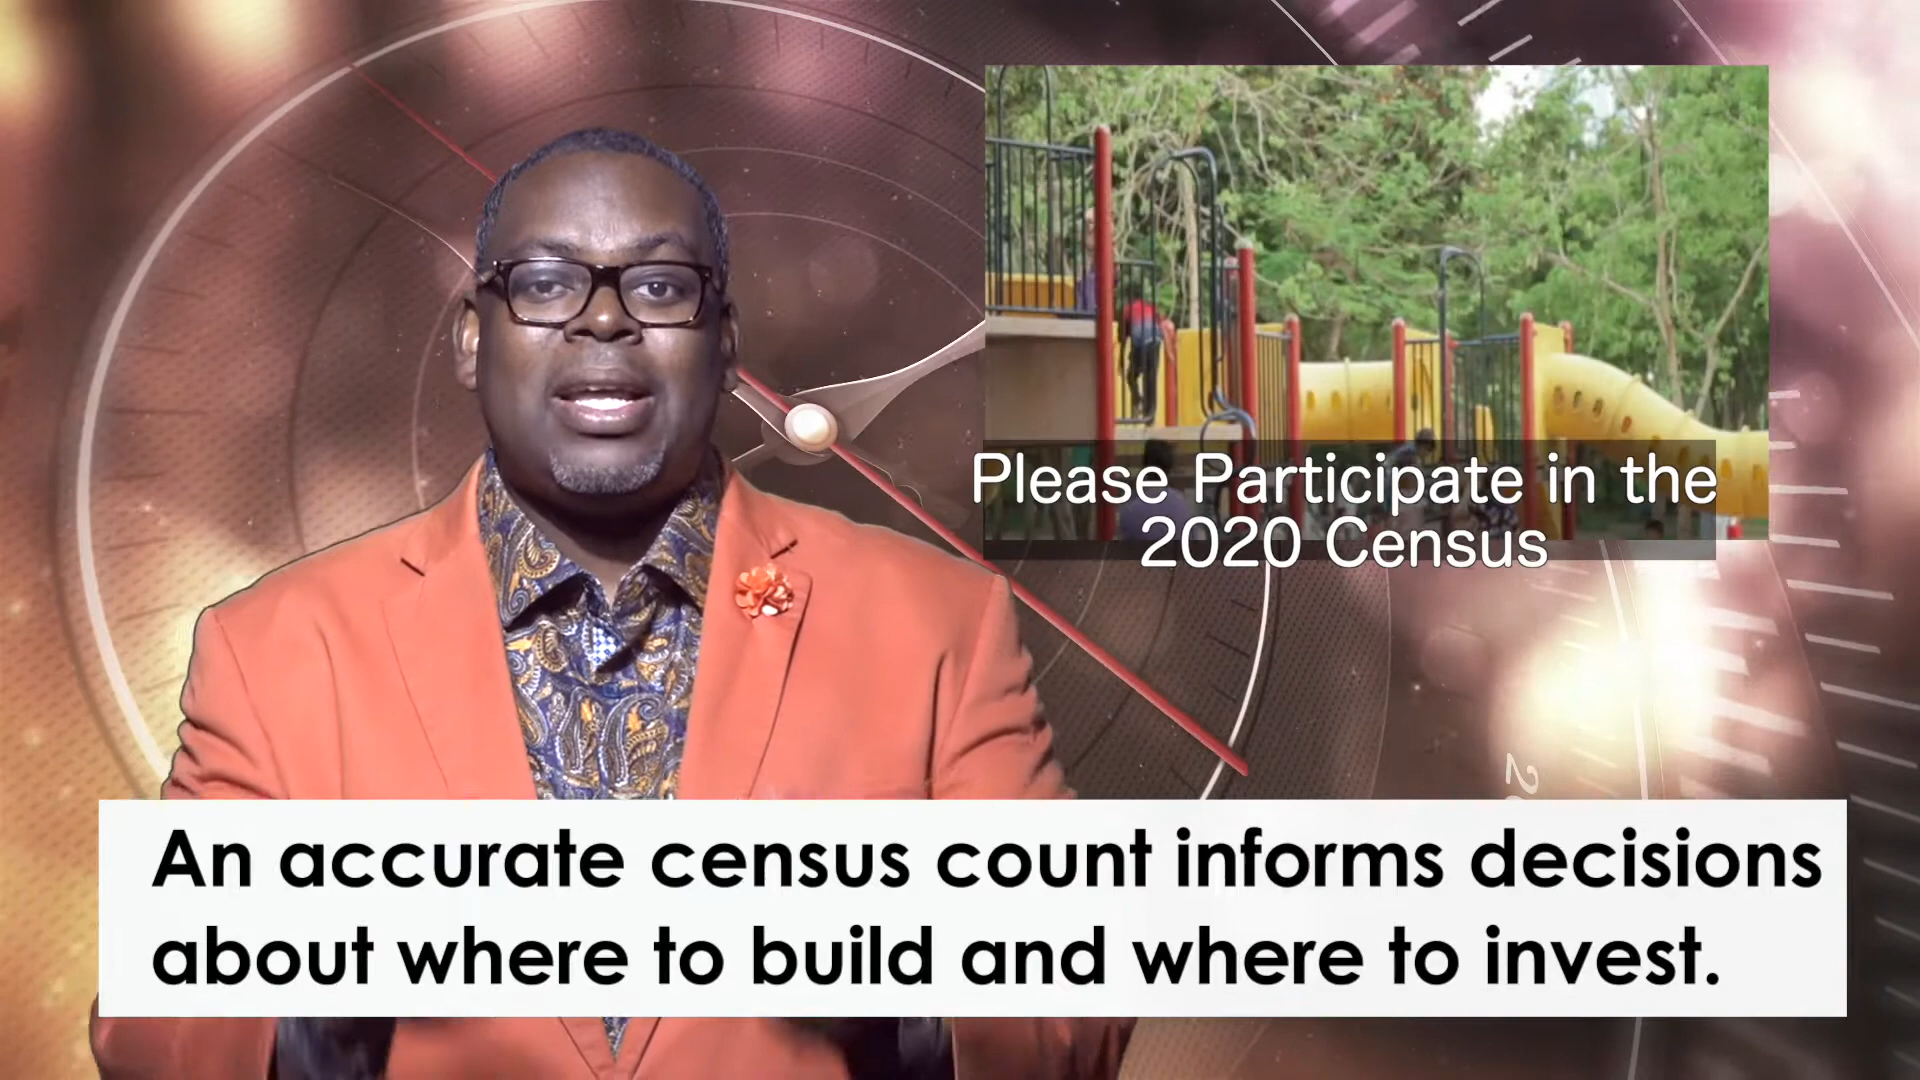 Please Participate in the
2020 Census
An accurate census count informs decisions
about where to build and where to invest.